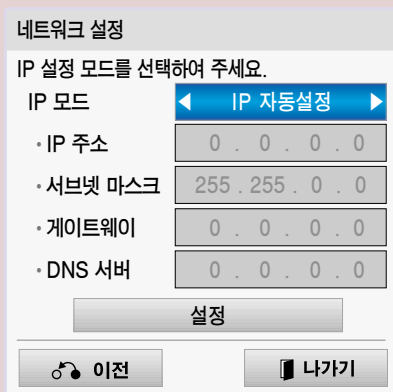 네트워크 설정
IP 설정 모드를 선택하여 주세요.
IP 모드 ◀ IP 자동설정 ▶
· IP 주소 0 . 0 . 0 . 0
· 서브넷 마스크 255 . 255 . 0 . 0
· 게이트웨이 0 . 0 . 0 . 0
· DNS 서버 0 . 0 . 0 . 0
설정
이전 나가기